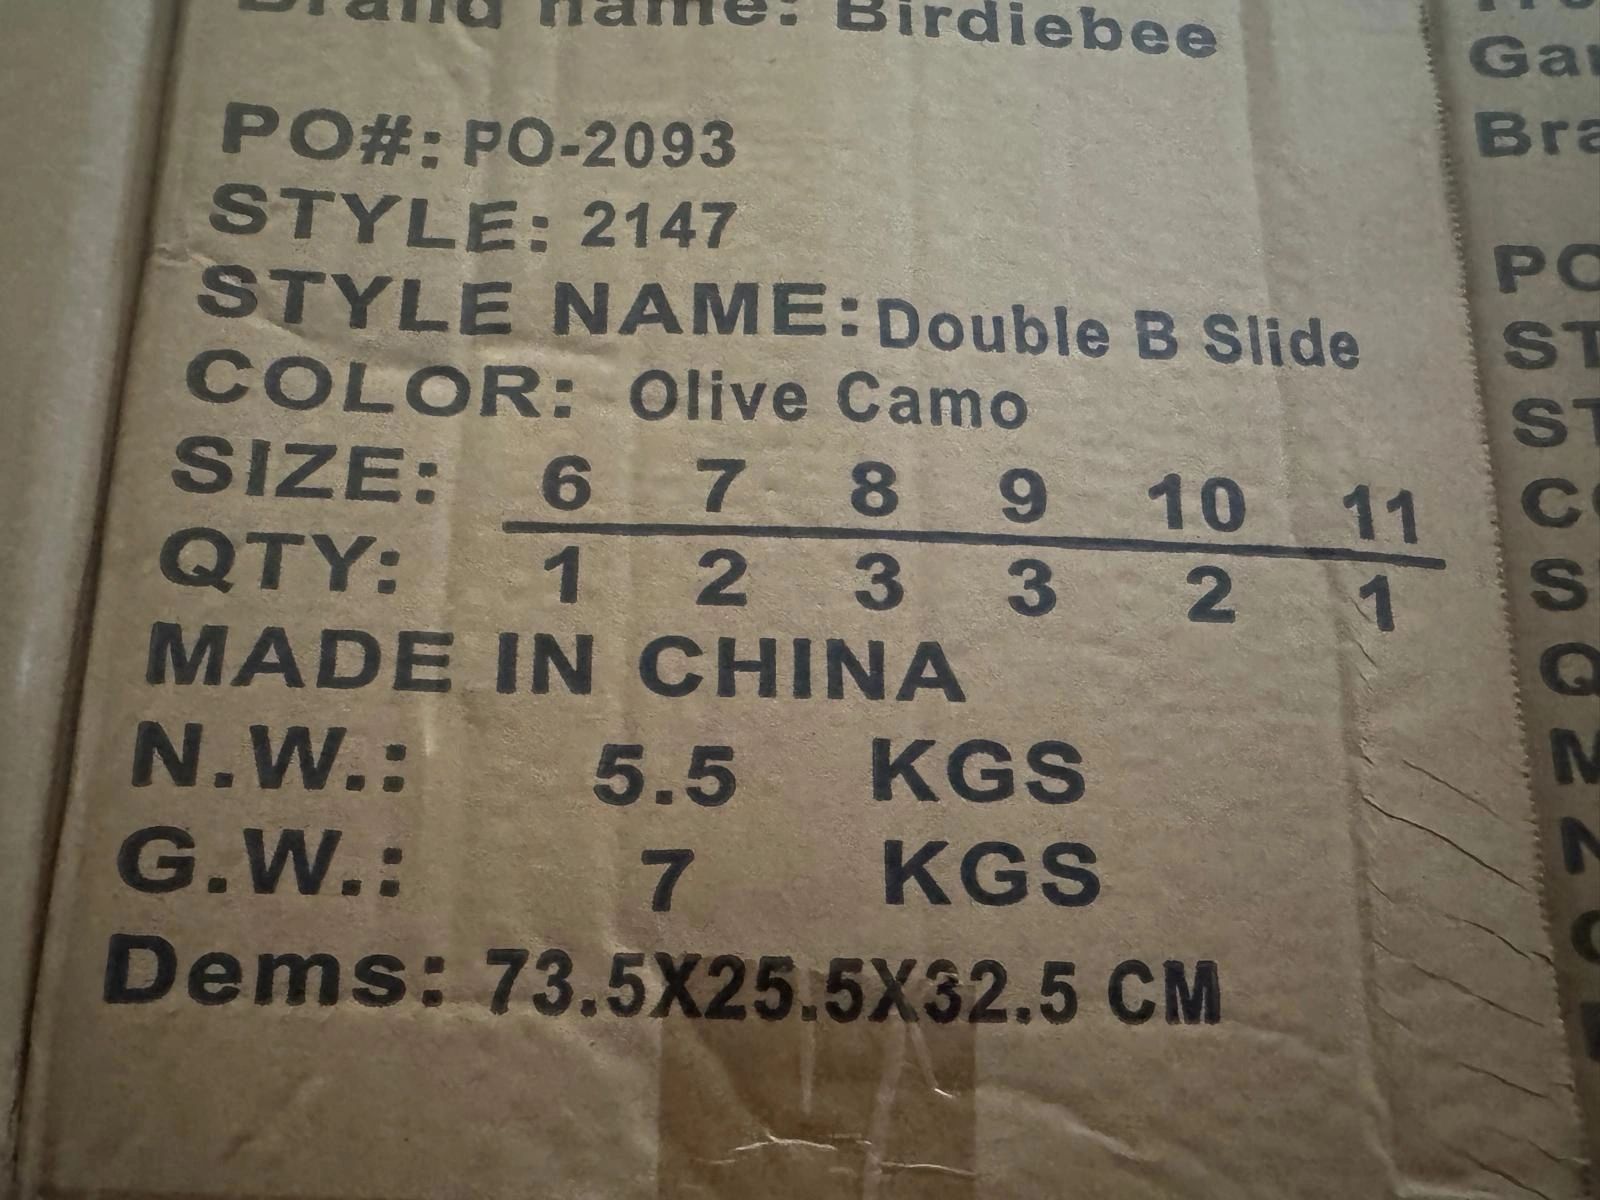 Brand name: Birdiebee
PO#: PO-2093
STYLE: 2147
STYLE NAME: Double B Slide
COLOR: Olive Camo
SIZE: 6 7 8 9 10 11
QTY: 1 2 3 3 2 1
MADE IN CHINA
N.W.: 5.5 KGS
G.W.: 7 KGS
Dems: 73.5X25.5X32.5 CM